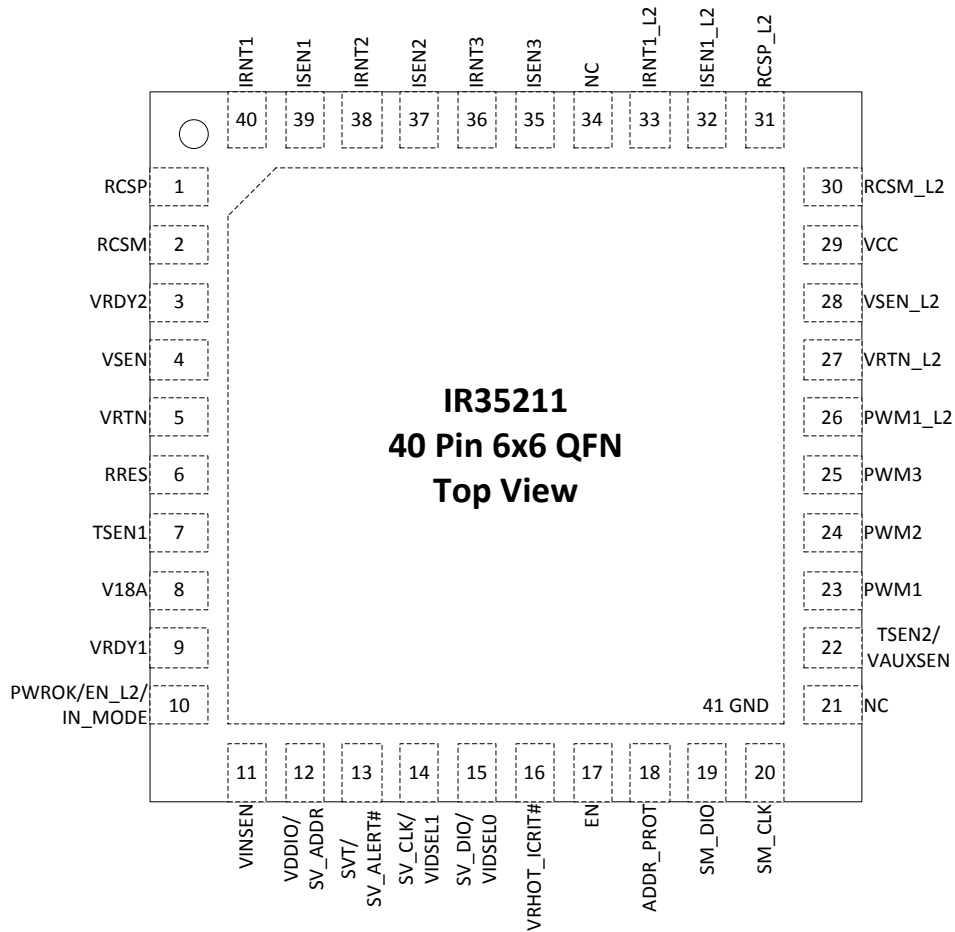 IRNT1
ISEN1
IRNT2
ISEN2
IRNT3
ISEN3
NC
IRNT1_L2
ISEN1_L2
RCSP_L2
40
39
38
37
36
35
34
33
32
31
RCSP 1
RCSM 2
VRDY2 3
VSEN 4
VRTN 5
RRES 6
TSEN1 7
V18A 8
VRDY1 9
PWROK/EN_L2/
IN_MODE
10
IR35211
40 Pin 6x6 QFN
Top View
41 GND
30 RCSM_L2
29 VCC
28 VSEN_L2
27 VRTN_L2
26 PWM1_L2
25 PWM3
24 PWM2
23 PWM1
22
TSEN2/
VAUXSEN
21 NC
11
12
13
14
15
16
17
18
19
20
VINSEN
VDDIO/
SV_ADDR
SVT/
SV_ALERT#
SV_CLK/
VIDSEL1
SV_DIO/
VIDSEL0
VRHOT_ICRIT#
EN
ADDR_PROT
SM_DIO
SM_CLK